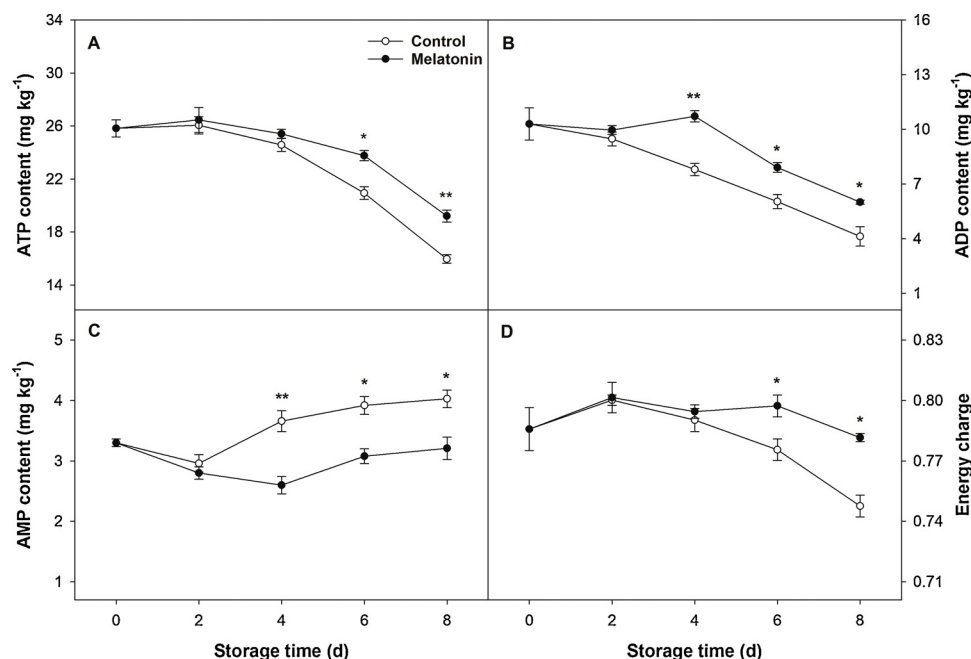 A
Control
Melatonin
34
30
26
22
18
14
ATP content (mg kg-1)
*
**
B
16
13
10
7
4
1
ADP content (mg kg-1)
**
*
*
C
5
4
3
2
1
AMP content (mg kg-1)
**
*
*
0 2 4 6 8
Storage time (d)
D
0.83
0.80
0.77
0.74
0.71
Energy charge
*
*
0 2 4 6 8
Storage time (d)